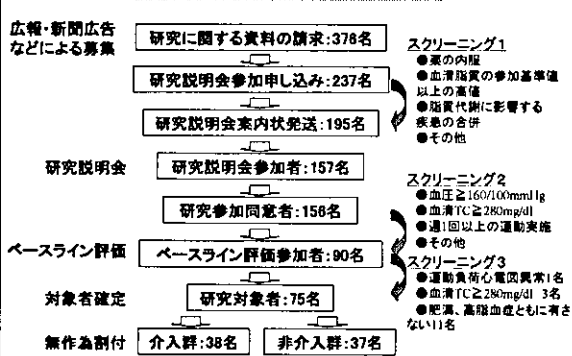 広報・新聞広告
などによる募集
研究に関する資料の請求:376名
研究説明会参加申し込み:237名
研究説明会案内状発送:195名
スクリーニング1
●薬の内服
●血清脂質の参加基準値
以上の高値
●脂質代謝に影響する
疾患の合併
●その他
研究説明会
研究説明会参加者:157名
研究参加同意者:156名
スクリーニング2
●血圧≧160/100mmHg
●血清TC≧280mg/dl
●週1回以上の運動実施
●その他
ベースライン評価
ベースライン評価参加者:90名
スクリーニング3
●運動負荷心電図異常1名
●血清TC≧280mg/dl 3名
●肥満、高脂血症ともに有さ
ない11名
対象者確定
研究対象者:75名
無作為割付
介入群:38名
非介入群:37名